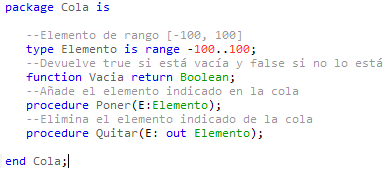 package Cola is
--Elemento de rango [-100, 100]
type Elemento is range -100..100;
--Devuelve true si está vacía y false si no lo está
function Vacia return Boolean;
--Añade el elemento indicado en la cola
procedure Poner(E:Elemento);
--Elimina el elemento indicado de la cola
procedure Quitar(E: out Elemento);
end Cola;